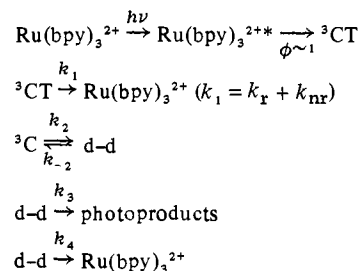 hν
Ru(bpy)₃²⁺ → Ru(bpy)₃²⁺* → ³CT
ϕ~1
k₁
³CT → Ru(bpy)₃²⁺ (k₁ = kᵣ + kₙᵣ)
k₂
³C ⇌ d–d
k₋₂
k₃
d–d → photoproducts
k₄
d–d → Ru(bpy)₃²⁺